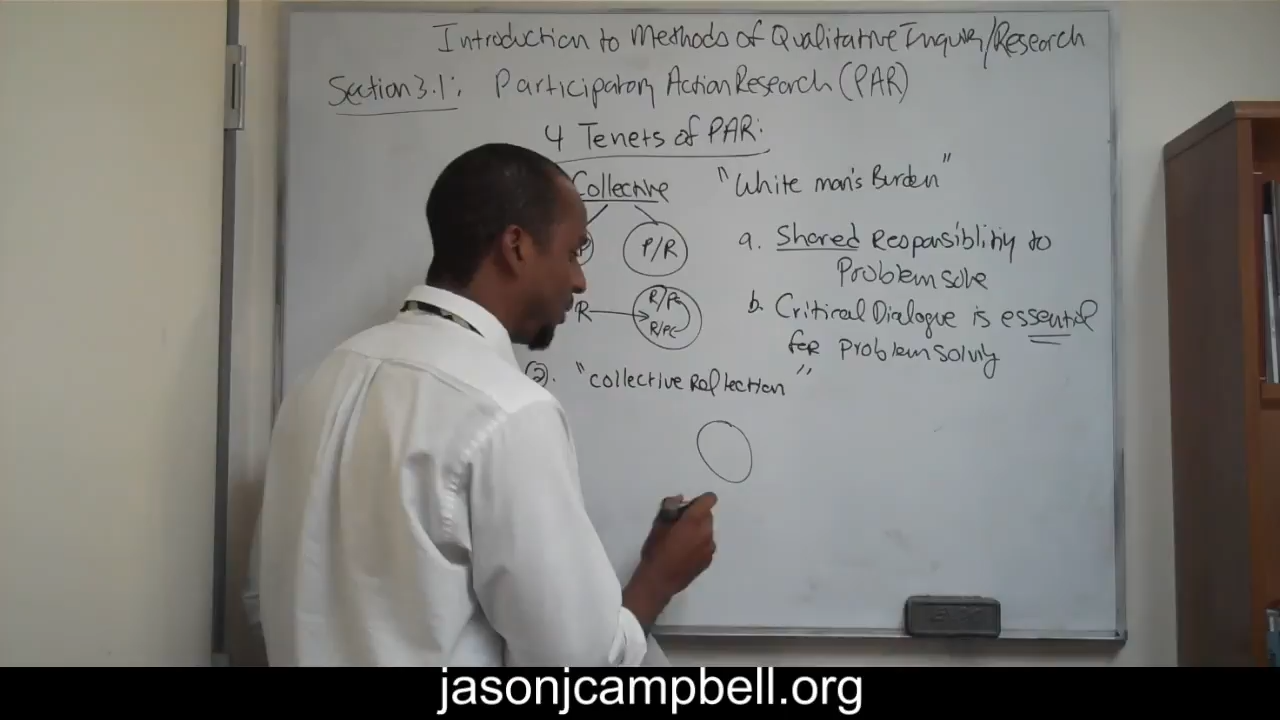 Introduction to Methods of Qualitative Inquiry/Research
Section 3.1: Participatory Action Research (PAR)
4 Tenets of PAR:
Collective "White man's Burden"
P P/R
a. Shared Responsiblity to
Problem solve
R R/PC
R/PC
b. Critical Dialogue is essential
for problem solving
2. "collective Reflection"
jasonjcampbell.org